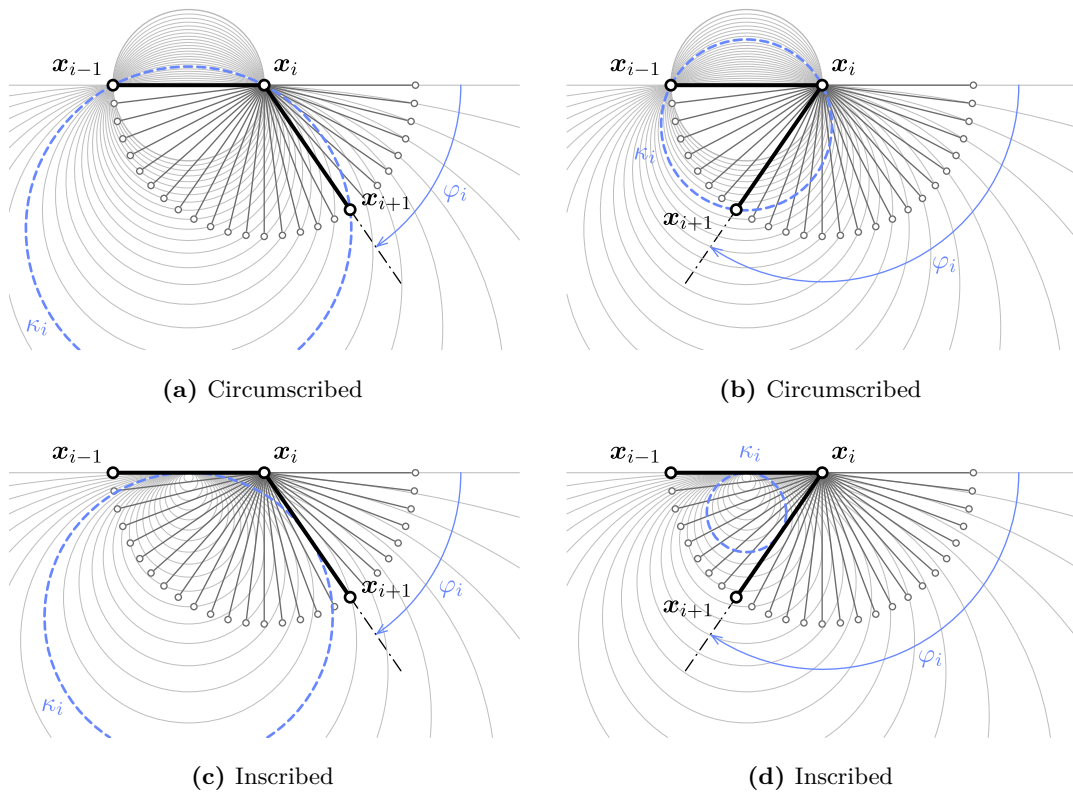 x_{i-1} x_i
κ_i
φ_i
x_{i+1}
(a) Circumscribed
x_{i-1} x_i
κ_i
φ_i
x_{i+1}
(b) Circumscribed
x_{i-1} x_i
κ_i
φ_i
x_{i+1}
(c) Inscribed
x_{i-1} κ_i x_i
φ_i
x_{i+1}
(d) Inscribed